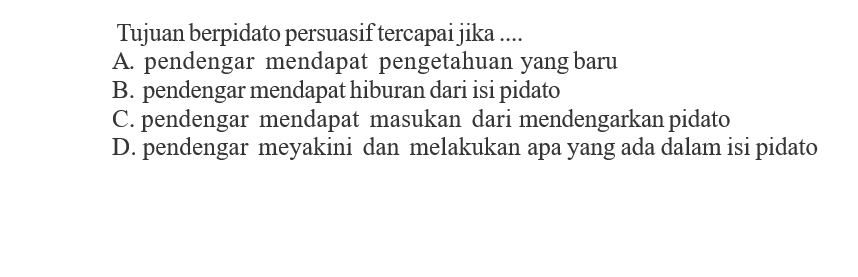 Tujuan berpidato persuasif tercapai jika ....
A. pendengar mendapat pengetahuan yang baru
B. pendengar mendapat hiburan dari isi pidato
C. pendengar mendapat masukan dari mendengarkan pidato
D. pendengar meyakini dan melakukan apa yang ada dalam isi pidato